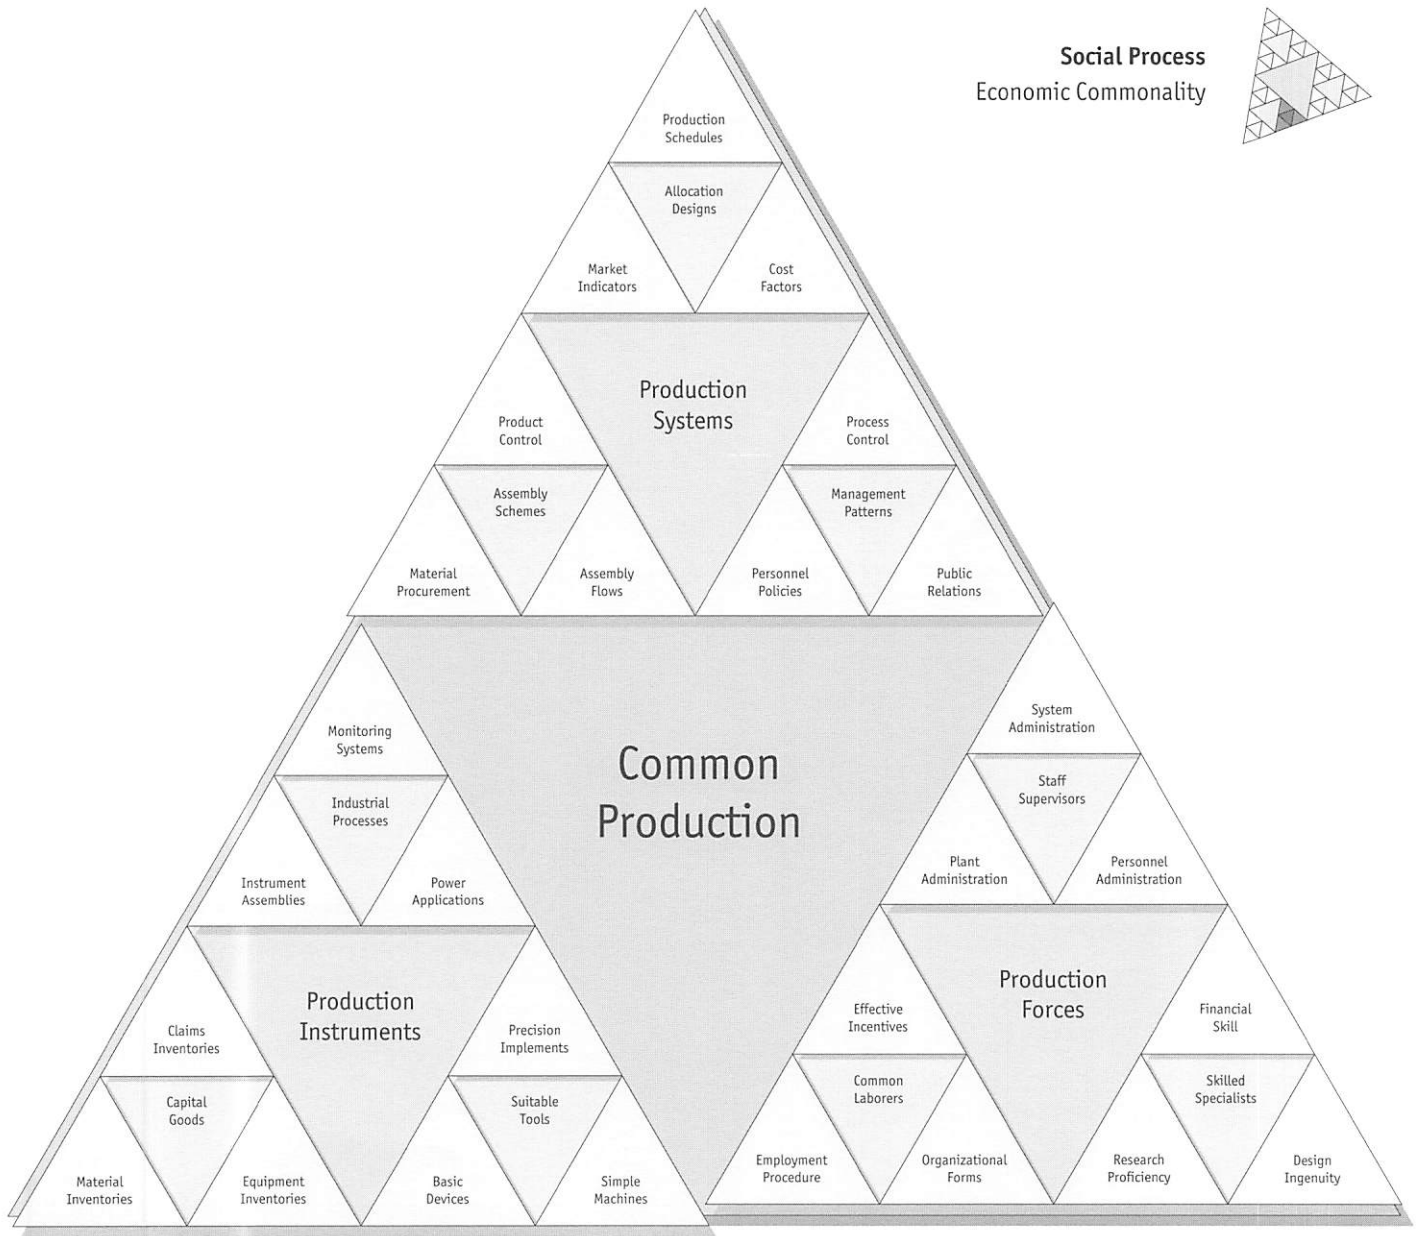 Social Process
Economic Commonality
Production
Schedules
Allocation
Designs
Market
Indicators
Cost
Factors
Production
Systems
Product
Control
Process
Control
Assembly
Schemes
Management
Patterns
Material
Procurement
Assembly
Flows
Personnel
Policies
Public
Relations
Common
Production
Monitoring
Systems
Industrial
Processes
Instrument
Assemblies
Power
Applications
Production
Instruments
Claims
Inventories
Precision
Implements
Capital
Goods
Suitable
Tools
Material
Inventories
Equipment
Inventories
Basic
Devices
Simple
Machines
System
Administration
Staff
Supervisors
Plant
Administration
Personnel
Administration
Production
Forces
Effective
Incentives
Financial
Skill
Common
Laborers
Skilled
Specialists
Employment
Procedure
Organizational
Forms
Research
Proficiency
Design
Ingenuity